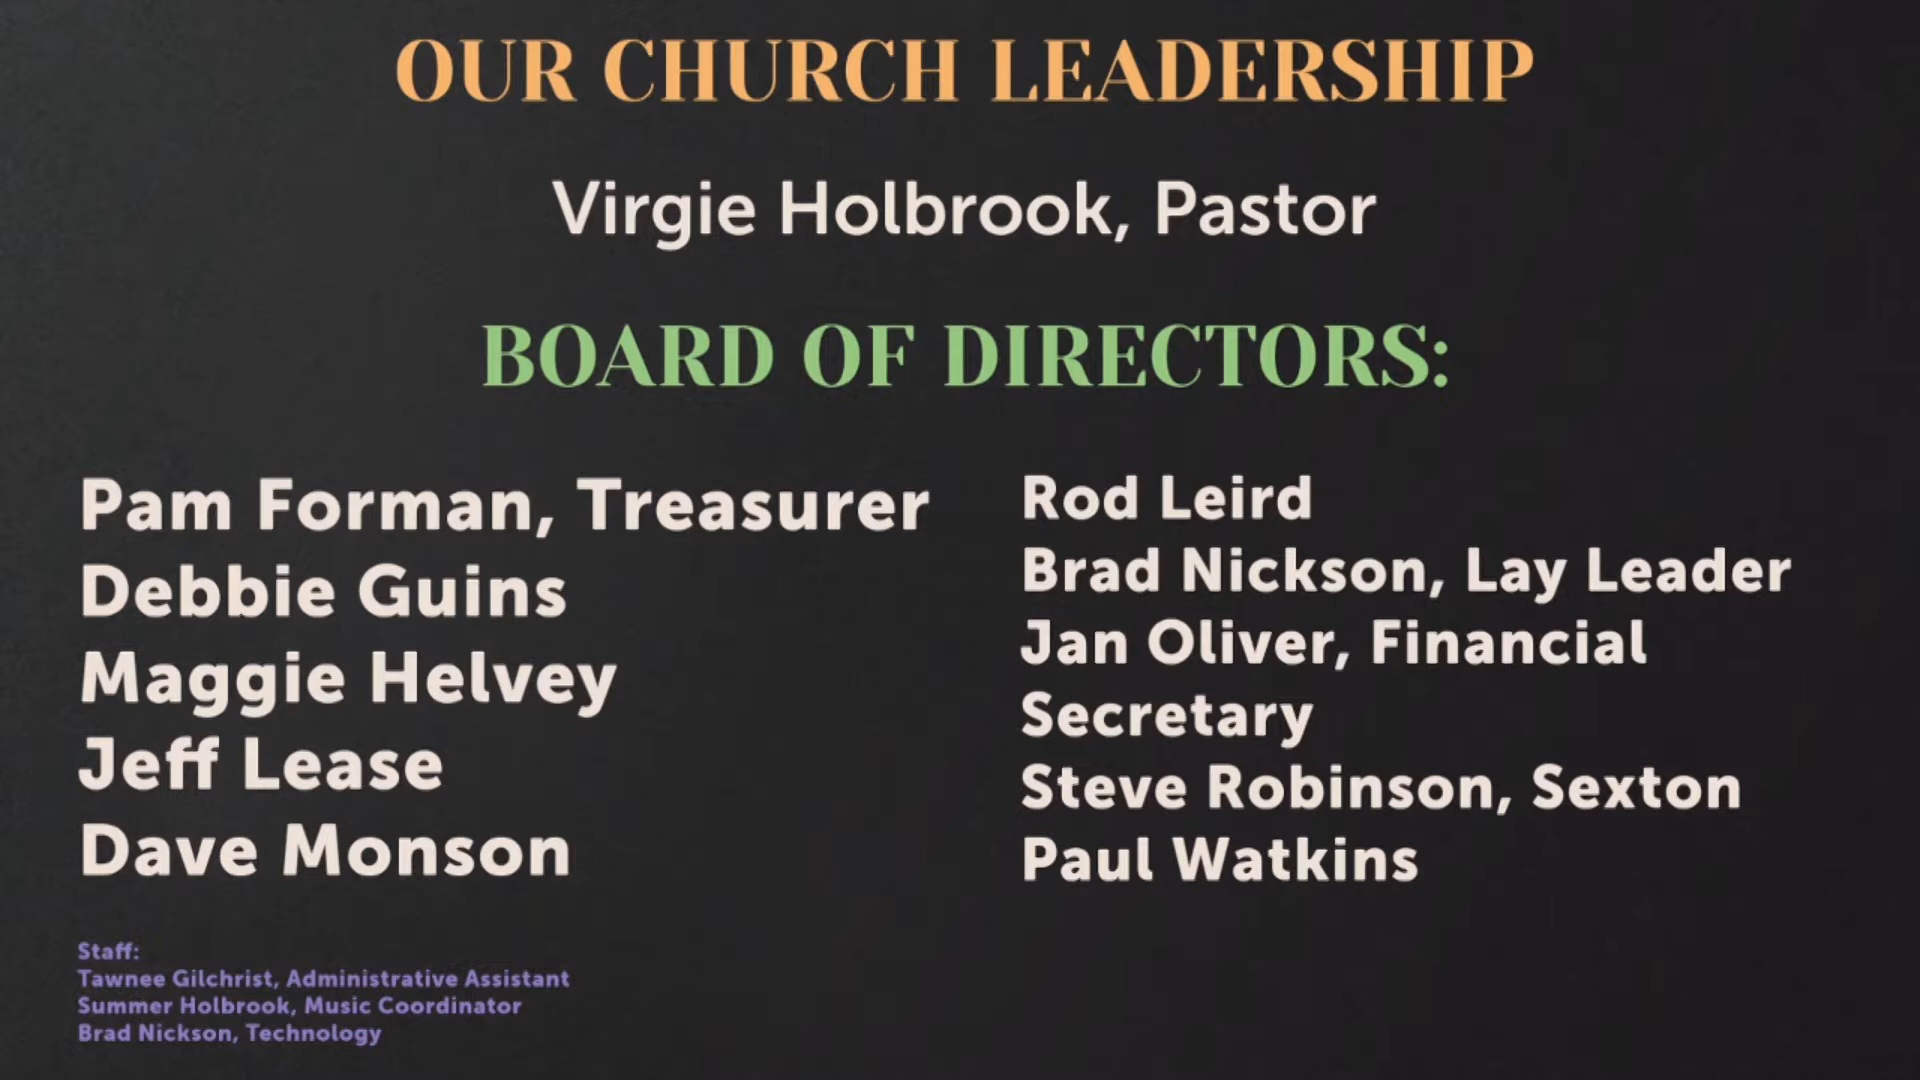 OUR CHURCH LEADERSHIP
Virgie Holbrook, Pastor
BOARD OF DIRECTORS:
Pam Forman, Treasurer
Debbie Guins
Maggie Helvey
Jeff Lease
Dave Monson
Rod Leird
Brad Nickson, Lay Leader
Jan Oliver, Financial
Secretary
Steve Robinson, Sexton
Paul Watkins
Staff:
Tawnee Gilchrist, Administrative Assistant
Summer Holbrook, Music Coordinator
Brad Nickson, Technology